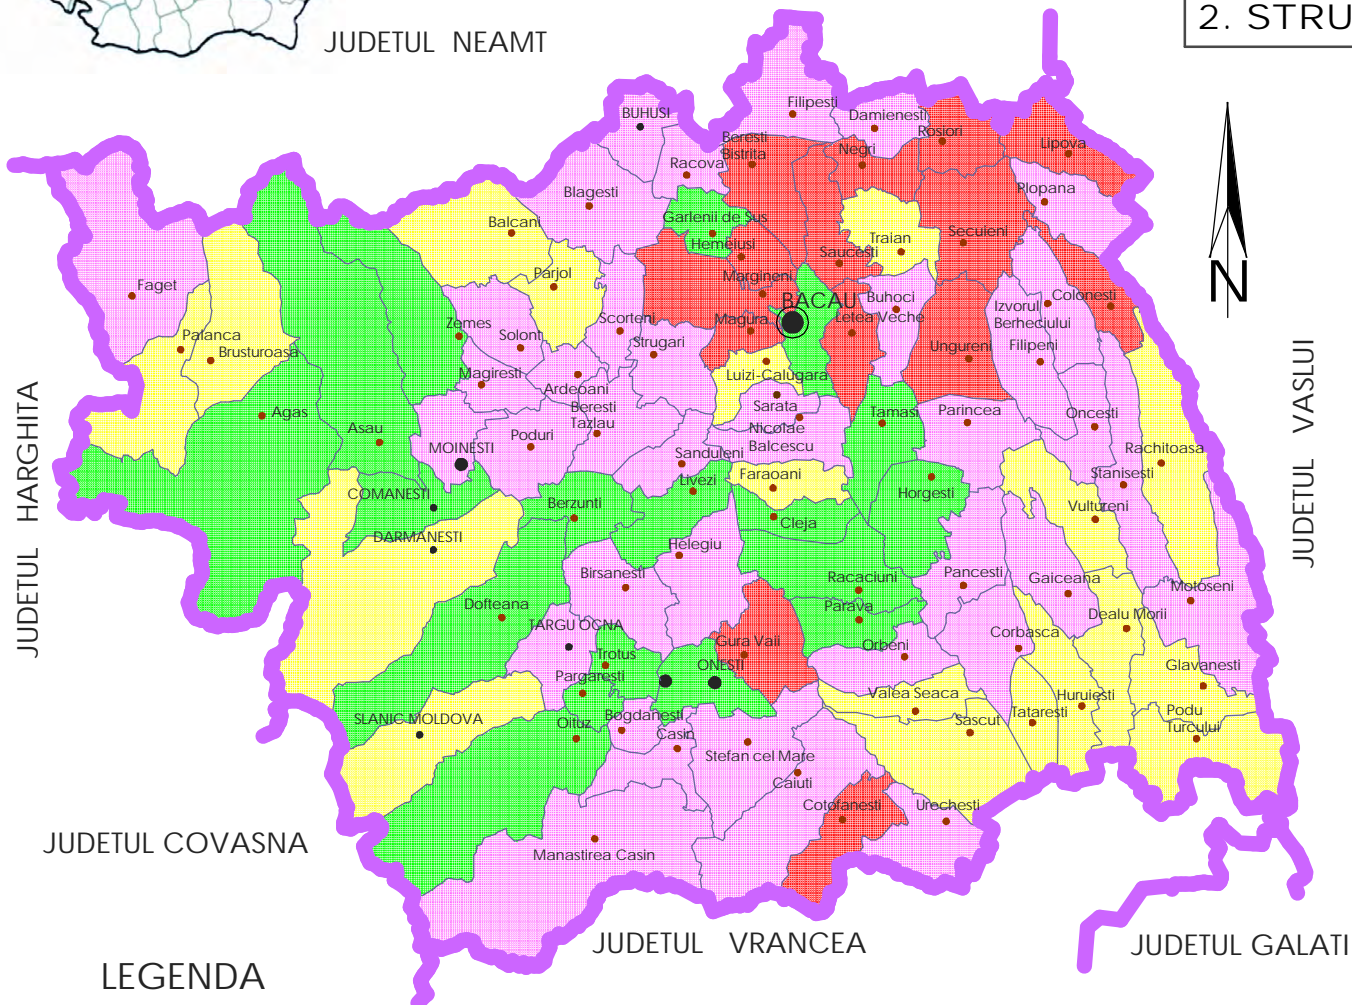 2. STRU
JUDETUL NEAMT
Filipesti
BUHUSI
Damienesti
Rosiori
Beresti
Bistrita
Negri
Lipova
Racova
Blagesti
Plopana
Garlenii de Sus
Balcani
Traian
Secuieni
Hemeiusi
Saucesti
Parjol
Margineni
Faget
BACAU
Buhoci
Izvorul
Berheciului
Colonesti
N
Zemes
Solont
Scorteni
Magura
Letea Veche
Palanca
Brusturoasa
Strugari
Ungureni
Filipeni
Magiresti
Ardeoani
Luizi-Calugara
Agas
Asau
Beresti
Tazlau
Sarata
Nicolae
Balcescu
Tamasi
Parincea
Oncesti
MOINESTI
Poduri
Sanduleni
Rachitoasa
JUDETUL HARGHITA
JUDETUL VASLUI
Livezi
Faraoani
Horgesti
Stanisesti
COMANESTI
Berzunti
Cleja
Vultureni
DARMANESTI
Helegiu
Birsanesti
Racaciuni
Pancesti
Gaiceana
Motoseni
Dofteana
Parava
Dealu Morii
TARGU OCNA
Gura Vaii
Orbeni
Corbasca
Trotus
ONESTI
Glavanesti
Pargaresti
Valea Seaca
Huruiesti
SLANIC MOLDOVA
Oituz
Bogdanesti
Casin
Sascut
Tataresti
Podu
Turcului
Stefan cel Mare
Caiuti
Cotofanesti
Urechesti
JUDETUL COVASNA
Manastirea Casin
JUDETUL VRANCEA
JUDETUL GALATI
LEGENDA